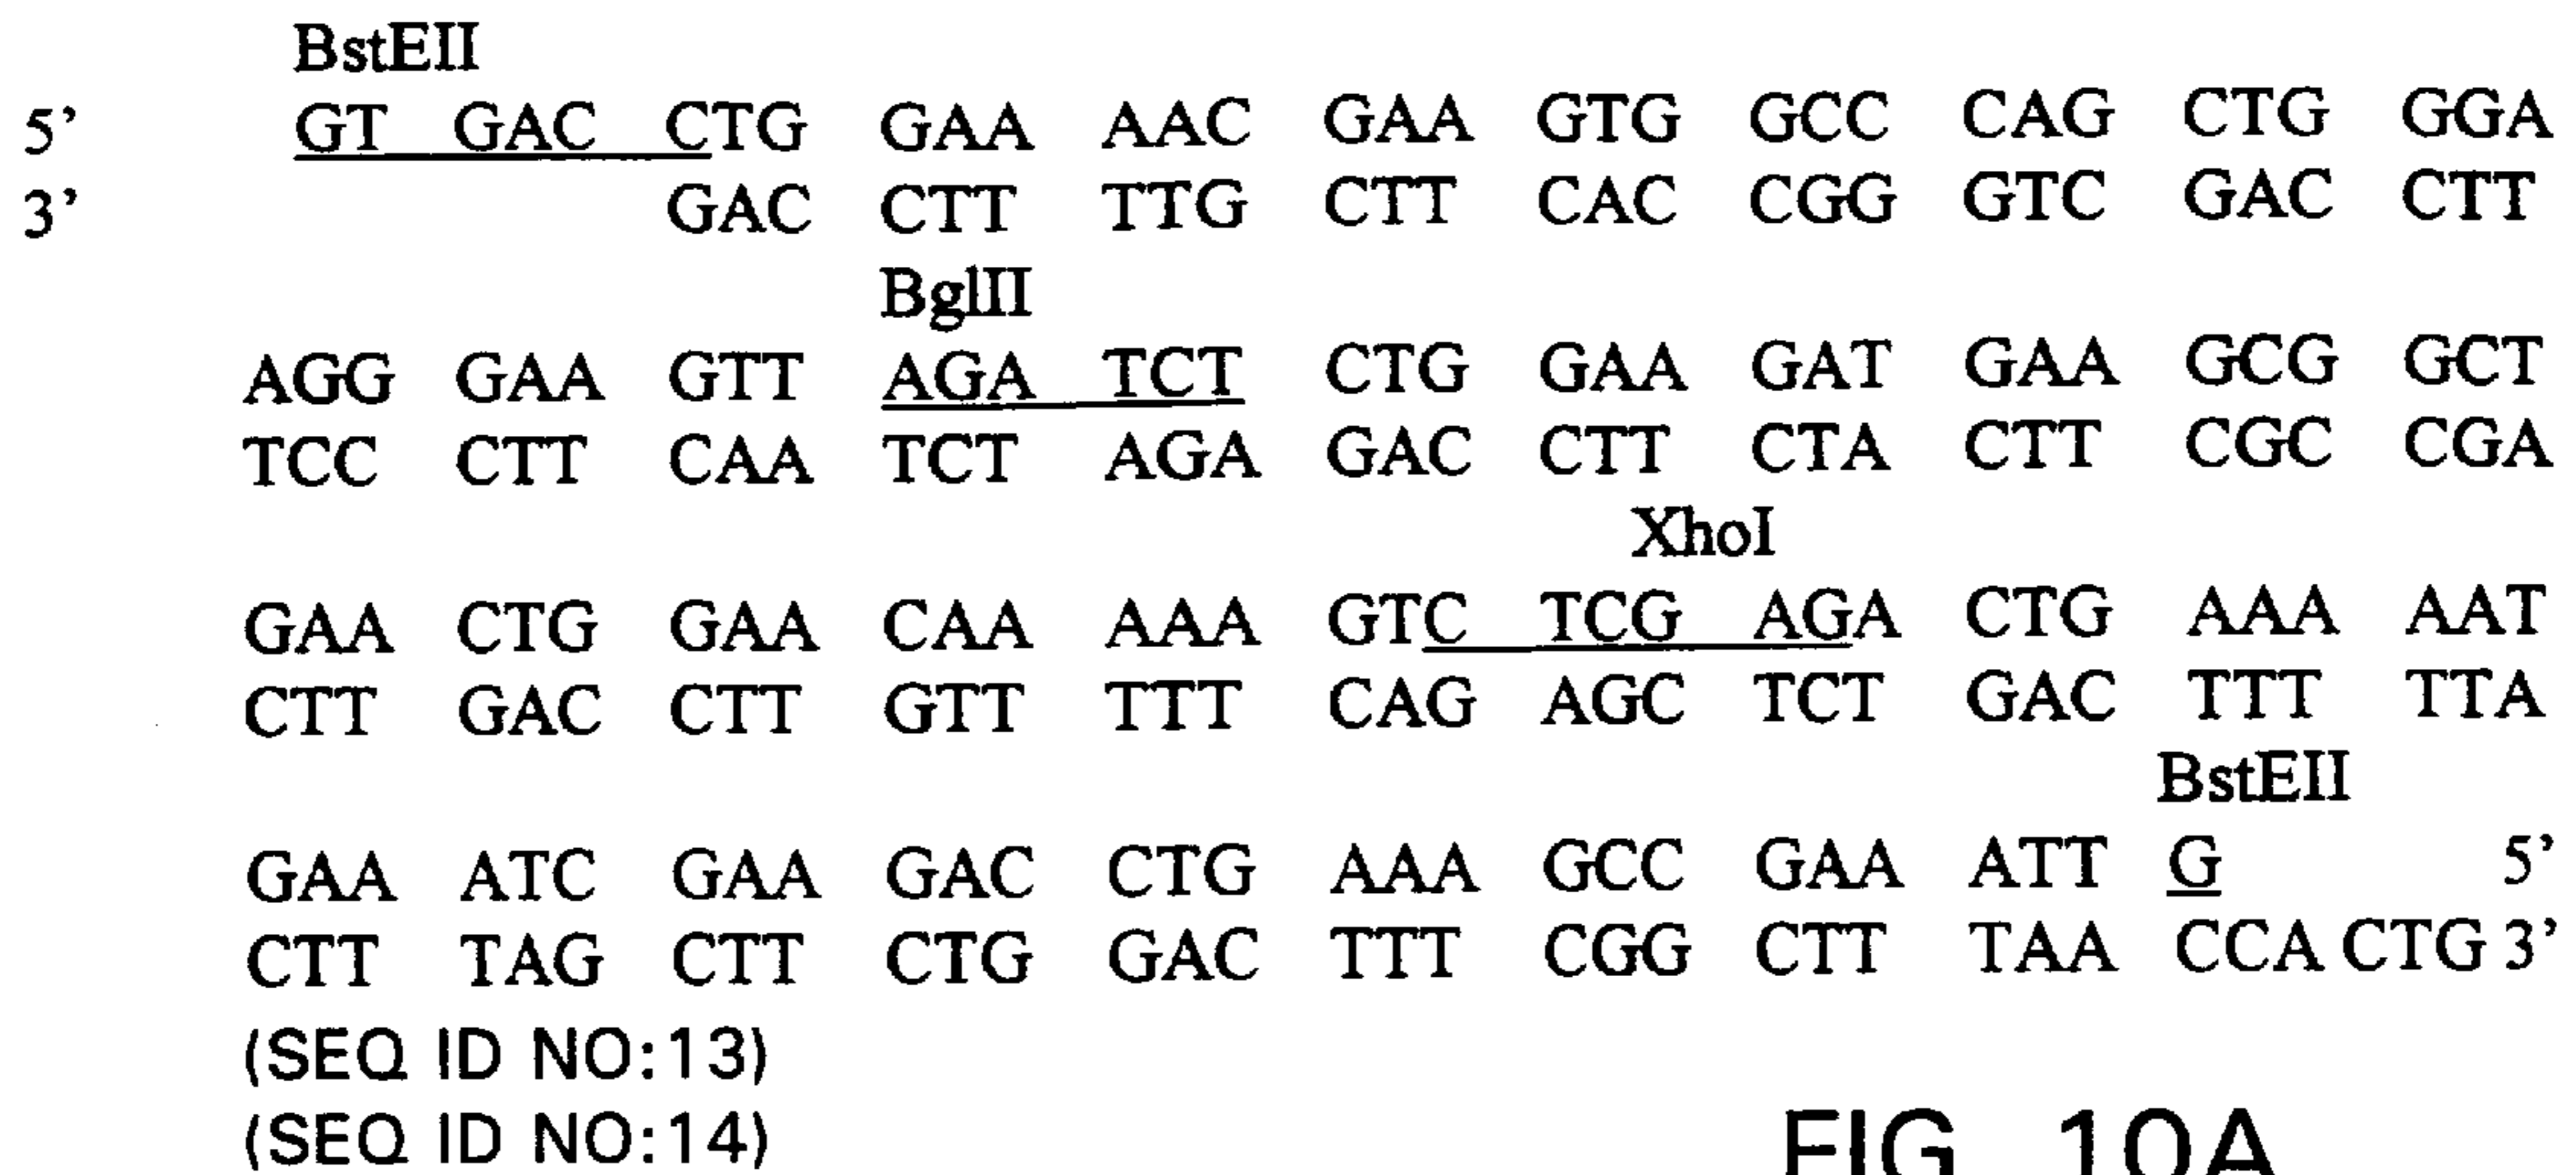 BstEII
5’ GT GAC CTG GAA AAC GAA GTG GCC CAG CTG GGA
3’ GAC CTT TTG CTT CAC CGG GTC GAC CTT
BglII
AGG GAA GTT AGA TCT CTG GAA GAT GAA GCG GCT
TCC CTT CAA TCT AGA GAC CTT CTA CTT CGC CGA
XhoI
GAA CTG GAA CAA AAA GTC TCG AGA CTG AAA AAT
CTT GAC CTT GTT TTT CAG AGC TCT GAC TTT TTA
BstEII
GAA ATC GAA GAC CTG AAA GCC GAA ATT G 5’
CTT TAG CTT CTG GAC TTT CGG CTT TAA CCA CTG 3’
(SEQ ID NO:13)
(SEQ ID NO:14)
FIG 10A